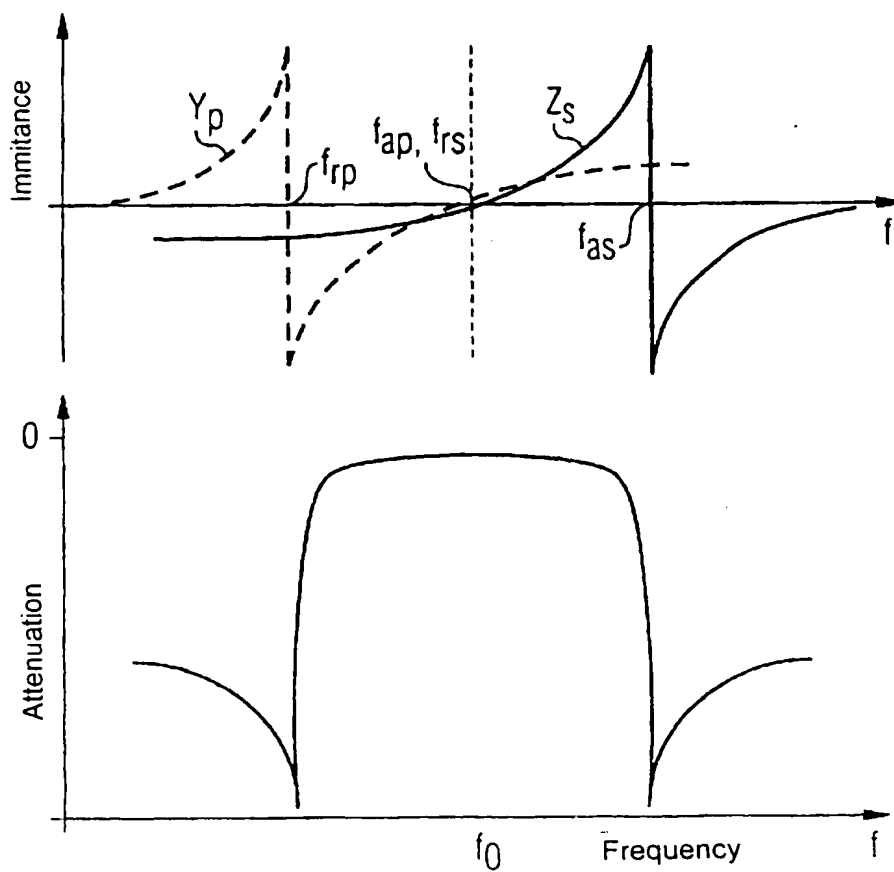 Immitance
Yp
frp
fap, frs
Zs
fas
f
0
Attenuation
f0
Frequency
f